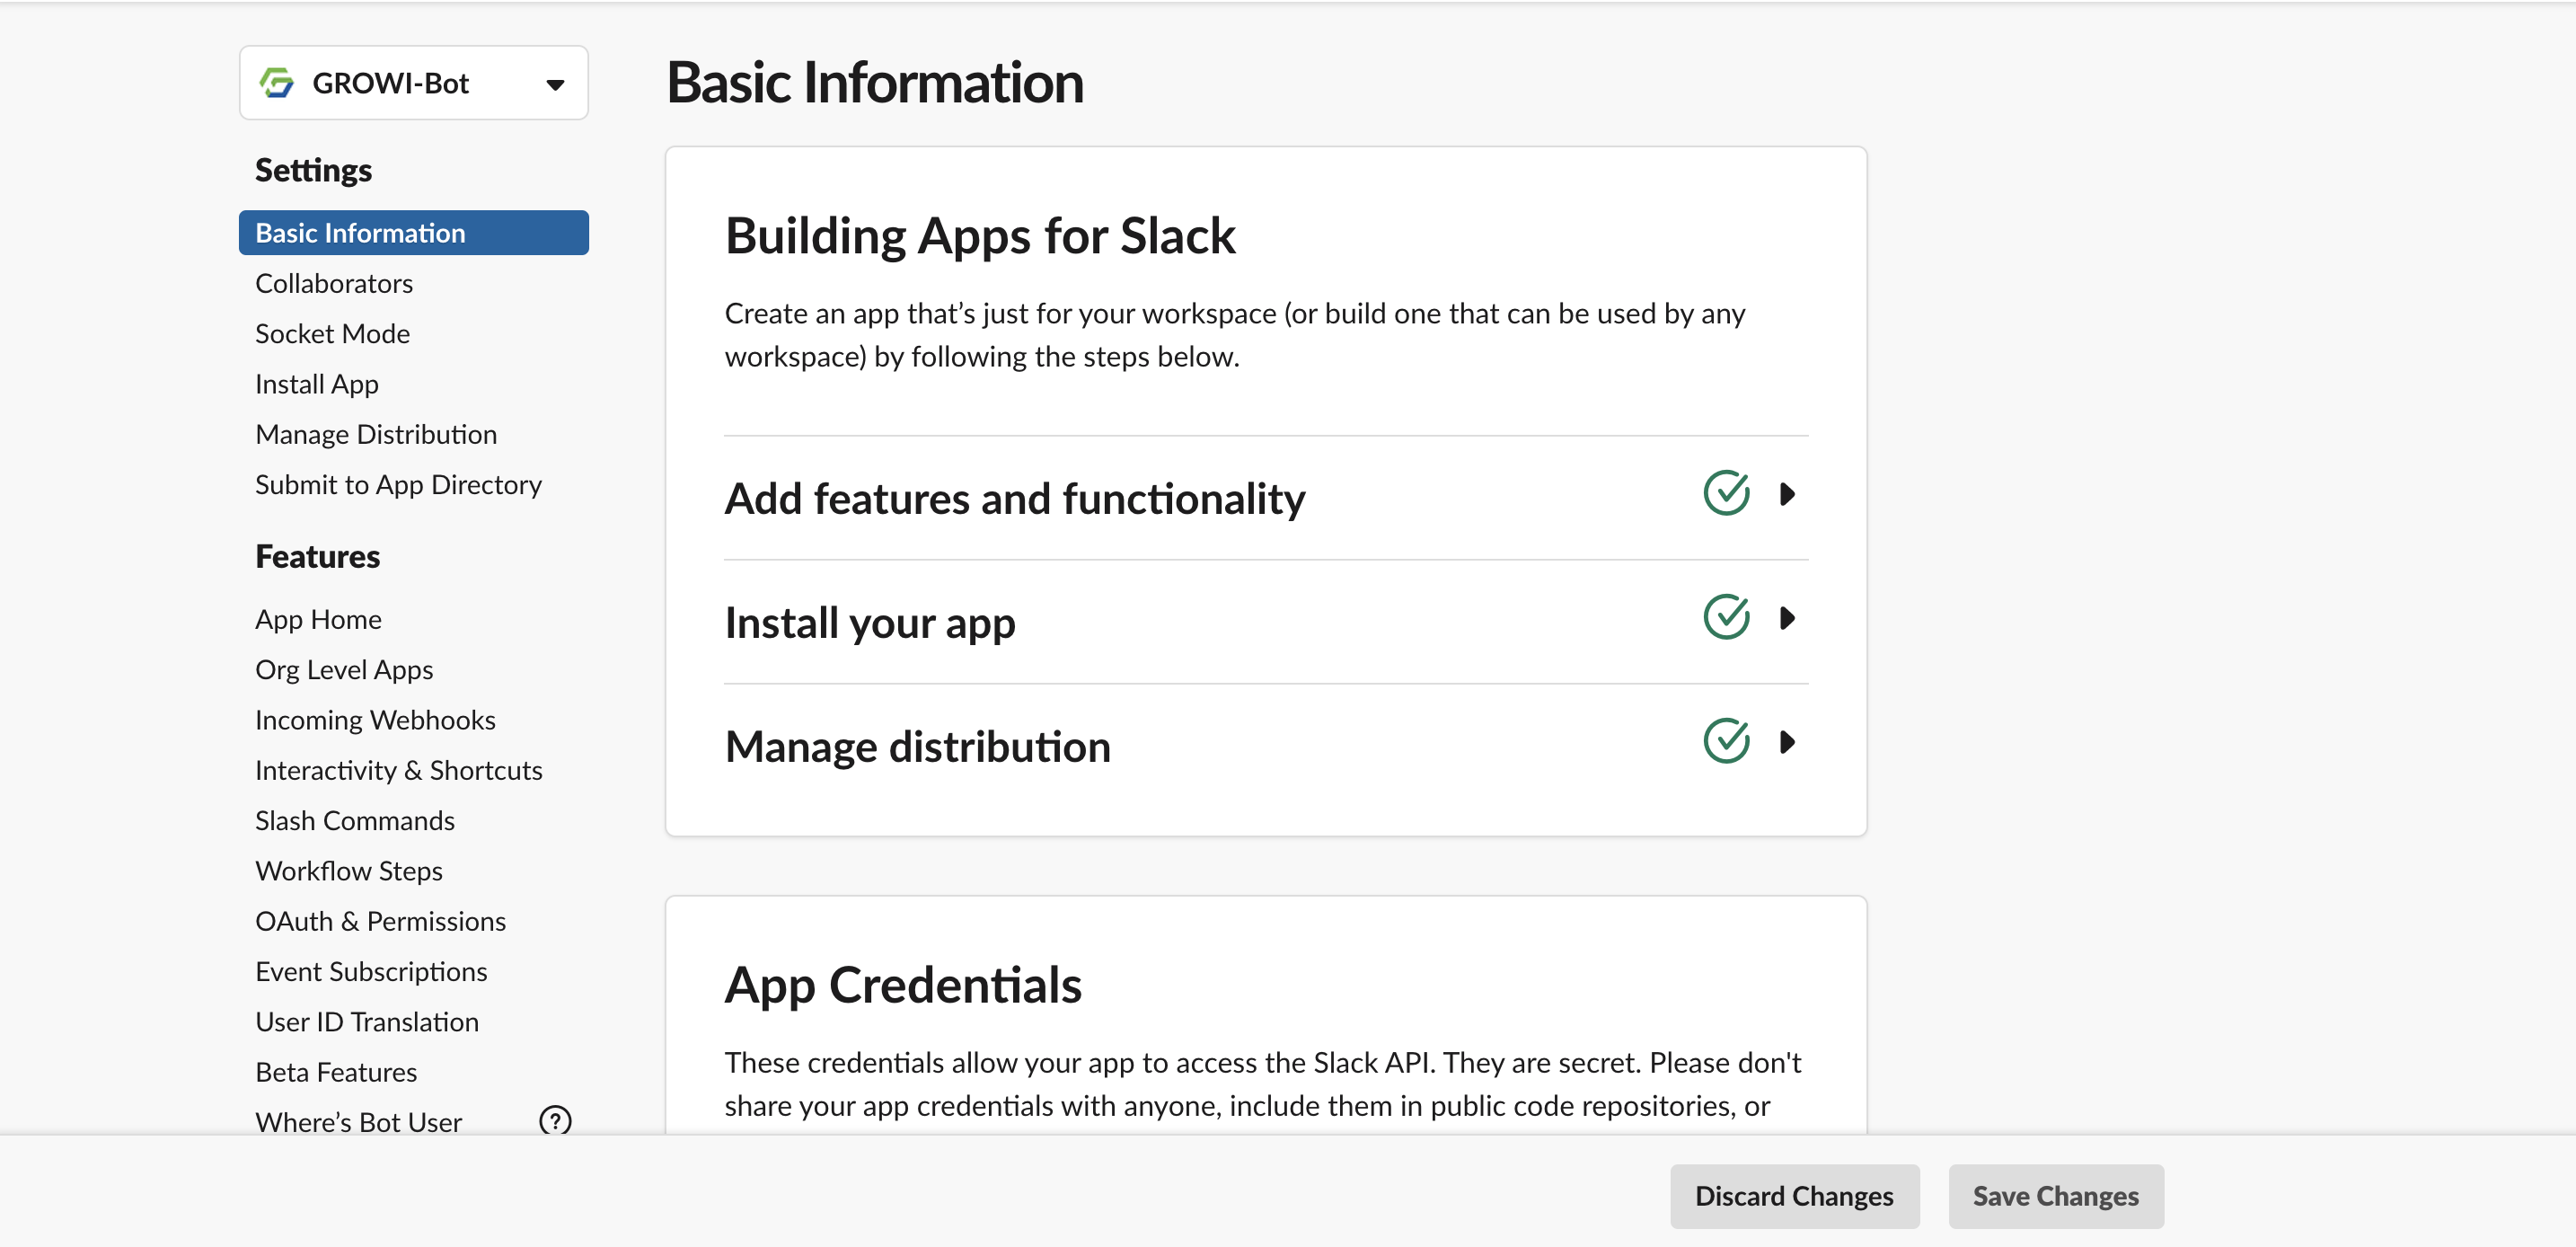 GROWI-Bot
Settings
Basic Information
Collaborators
Socket Mode
Install App
Manage Distribution
Submit to App Directory
Features
App Home
Org Level Apps
Incoming Webhooks
Interactivity & Shortcuts
Slash Commands
Workflow Steps
OAuth & Permissions
Event Subscriptions
User ID Translation
Beta Features
Where’s Bot User
?
Basic Information
Building Apps for Slack
Create an app that’s just for your workspace (or build one that can be used by any
workspace) by following the steps below.
Add features and functionality
Install your app
Manage distribution
App Credentials
These credentials allow your app to access the Slack API. They are secret. Please don't
share your app credentials with anyone, include them in public code repositories, or
Discard Changes
Save Changes